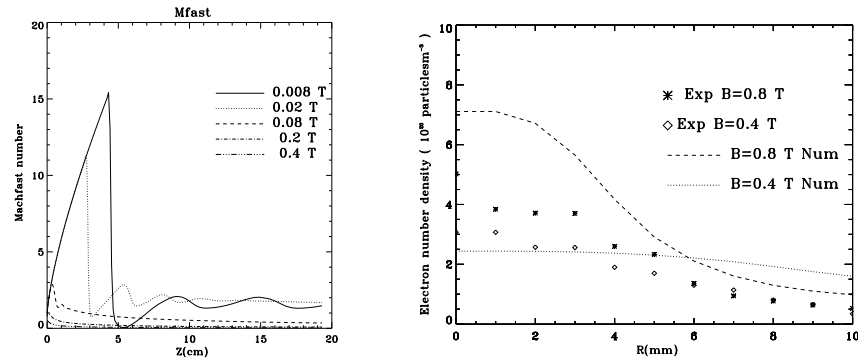 Mfast
20
15
10
5
0
0.008 T
0.02 T
0.08 T
0.2 T
0.4 T
0 5 10 15 20
Z(cm)
Machfast number
10
8
6
4
2
0
Exp B=0.8 T
Exp B=0.4 T
B=0.8 T Num
B=0.4 T Num
0 2 4 6 8 10
R(mm)
Electron number density ( 10 particlesm⁻³ )